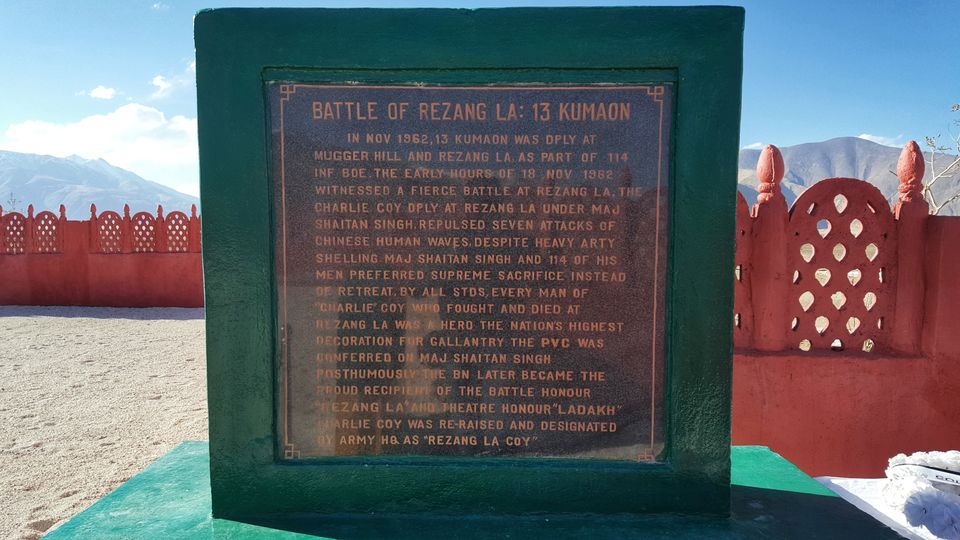 BATTLE OF REZANG LA: 13 KUMAON
IN NOV 1962, 13 KUMAON WAS DPLY AT
MUGGER HILL AND REZANG LA, AS PART OF 114
INF BDE. THE EARLY HOURS OF 18 NOV 1962
WITNESSED A FIERCE BATTLE AT REZANG LA. THE
CHARLIE COY DPLY AT REZANG LA UNDER MAJ
SHAITAN SINGH, REPULSED SEVEN ATTACKS OF
CHINESE HUMAN WAVES. DESPITE HEAVY ARTY
SHELLING MAJ SHAITAN SINGH AND 114 OF HIS
MEN PREFERRED SUPREME SACRIFICE INSTEAD
OF RETREAT. BY ALL STDS, EVERY MAN OF
"CHARLIE" COY WHO FOUGHT AND DIED AT
REZANG LA WAS A HERO THE NATION'S HIGHEST
DECORATION FOR GALLANTRY THE PVC WAS
CONFERRED ON MAJ SHAITAN SINGH
POSTHUMOUSLY THE BN LATER BECAME THE
PROUD RECIPIENT OF THE BATTLE HONOUR
"REZANG LA" AND THEATRE HONOUR "LADAKH"
CHARLIE COY WAS RE-RAISED AND DESIGNATED
BY ARMY HQ. AS "REZANG LA COY"